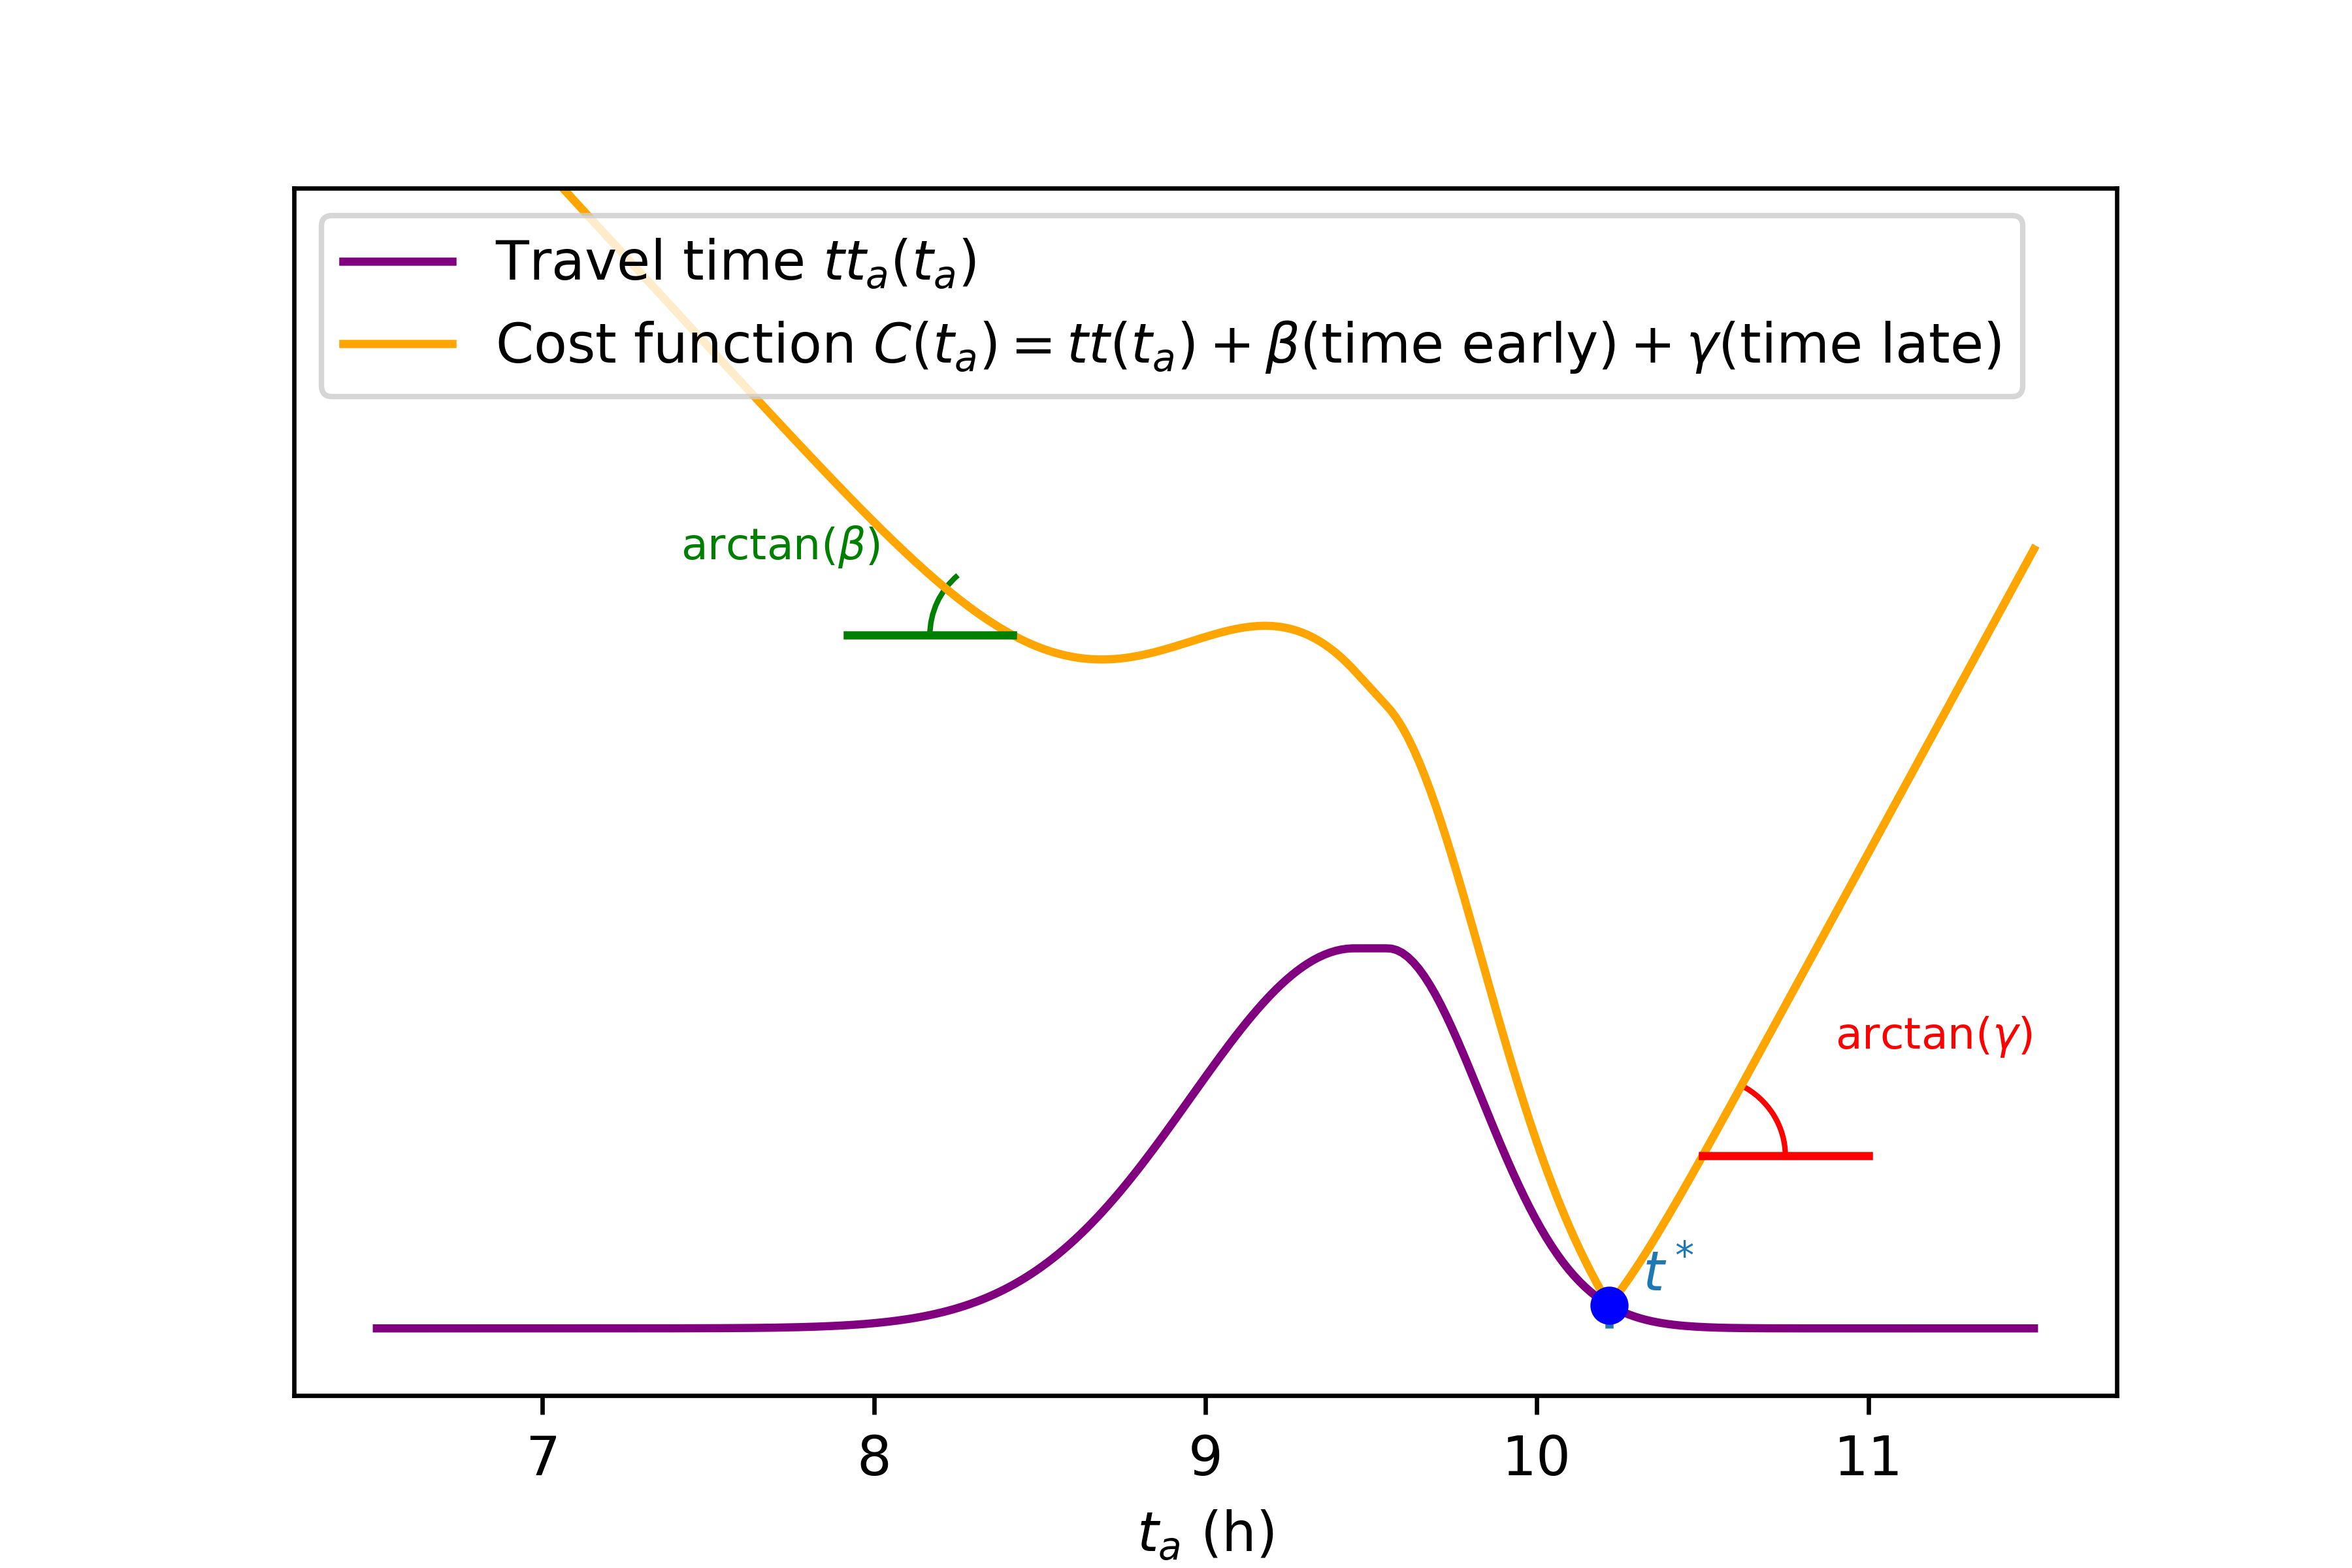 Travel time tt_a(t_a)
Cost function C(t_a) = tt(t_a) + β(time early) + γ(time late)
arctan(β)
arctan(γ)
t*
7 8 9 10 11
t_a (h)